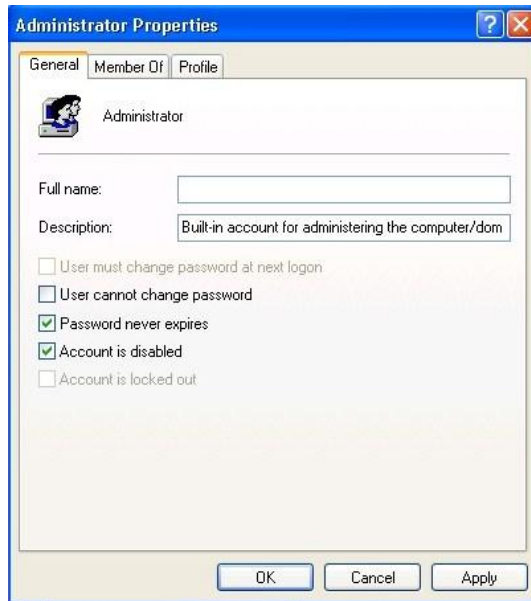 Administrator Properties
General Member Of Profile
Administrator
Full name:
Description: Built-in account for administering the computer/dom
User must change password at next logon
User cannot change password
Password never expires
Account is disabled
Account is locked out
OK Cancel Apply